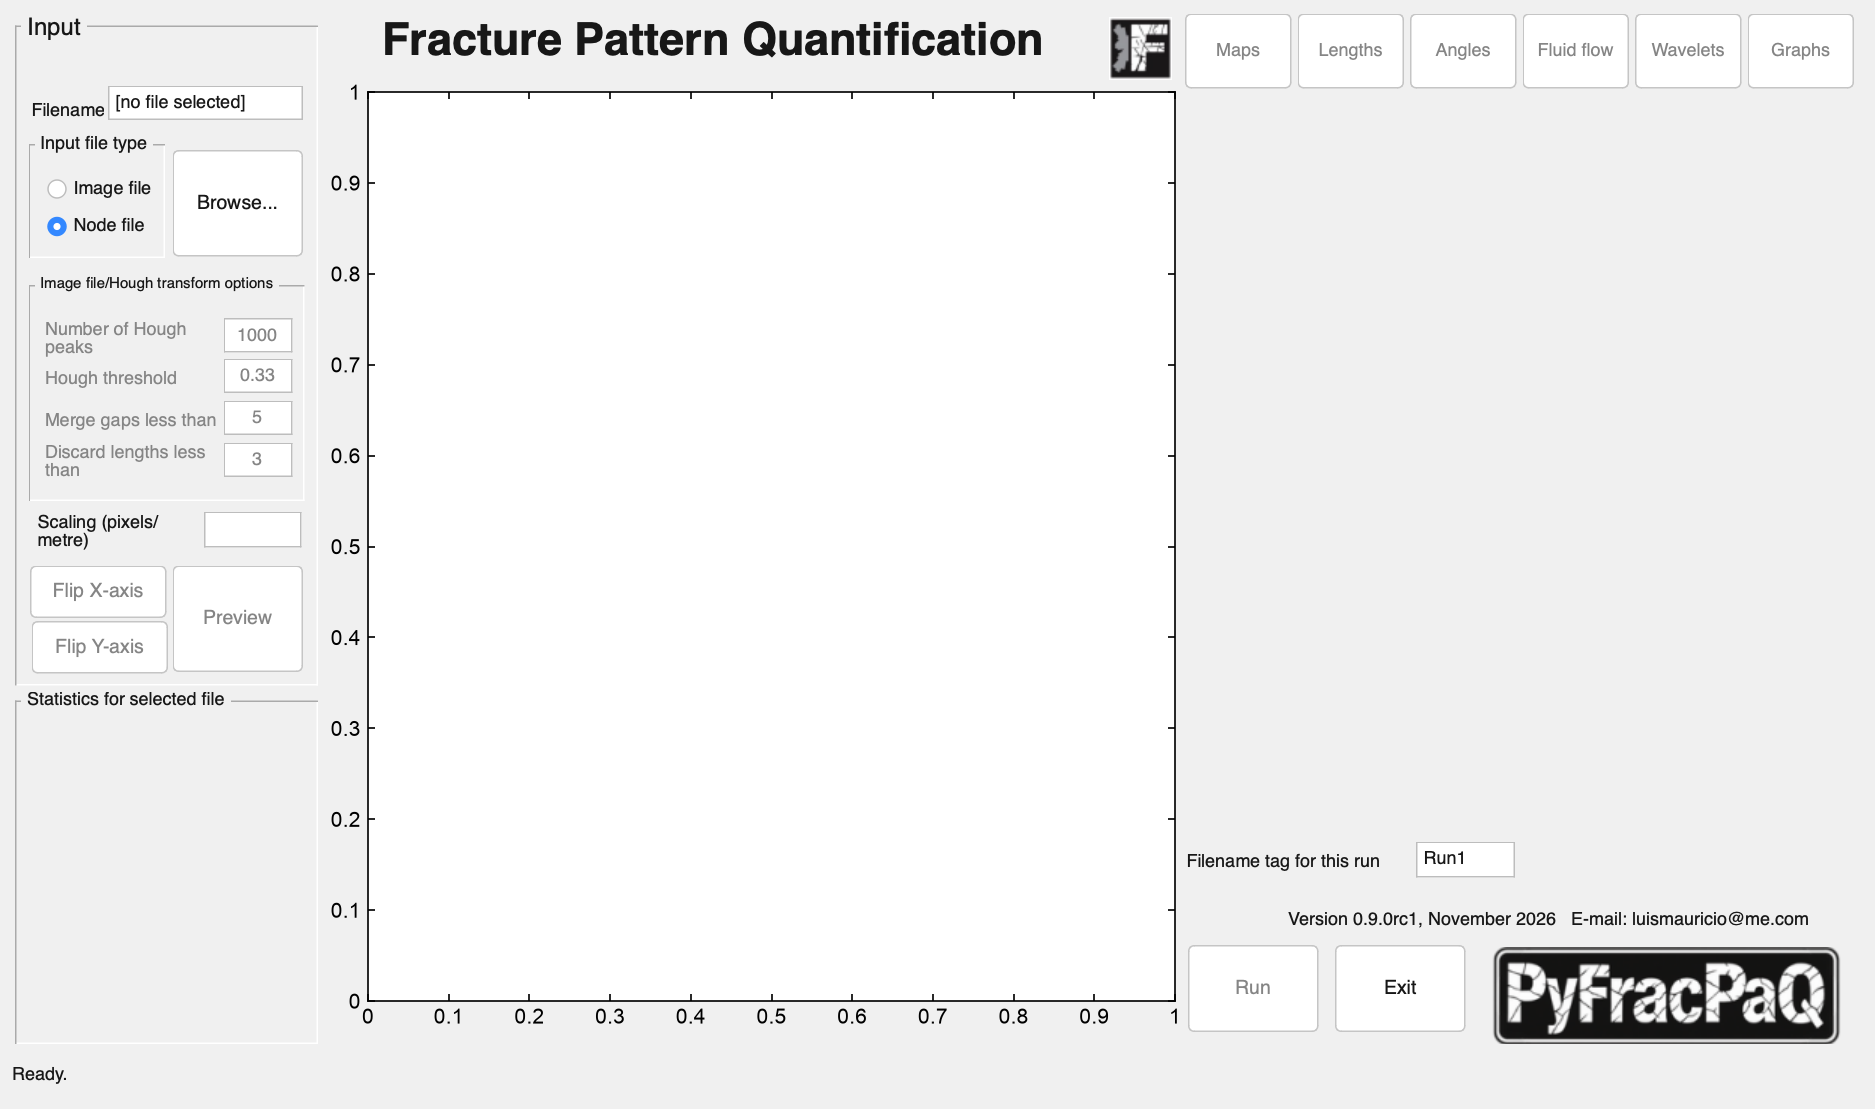 Input
Fracture Pattern Quantification
F
Maps
Lengths
Angles
Fluid flow
Wavelets
Graphs
Filename
[no file selected]
Input file type
Image file
Node file
Browse...
Image file/Hough transform options
Number of Hough
peaks
1000
Hough threshold
0.33
Merge gaps less than
5
Discard lengths less
than
3
Scaling (pixels/
metre)
Flip X-axis
Flip Y-axis
Preview
Statistics for selected file
1
0.9
0.8
0.7
0.6
0.5
0.4
0.3
0.2
0.1
0
0 0.1 0.2 0.3 0.4 0.5 0.6 0.7 0.8 0.9 1
Filename tag for this run
Run1
Version 0.9.0rc1, November 2026 E-mail: luismauricio@me.com
Run
Exit
PyFracPaQ
Ready.